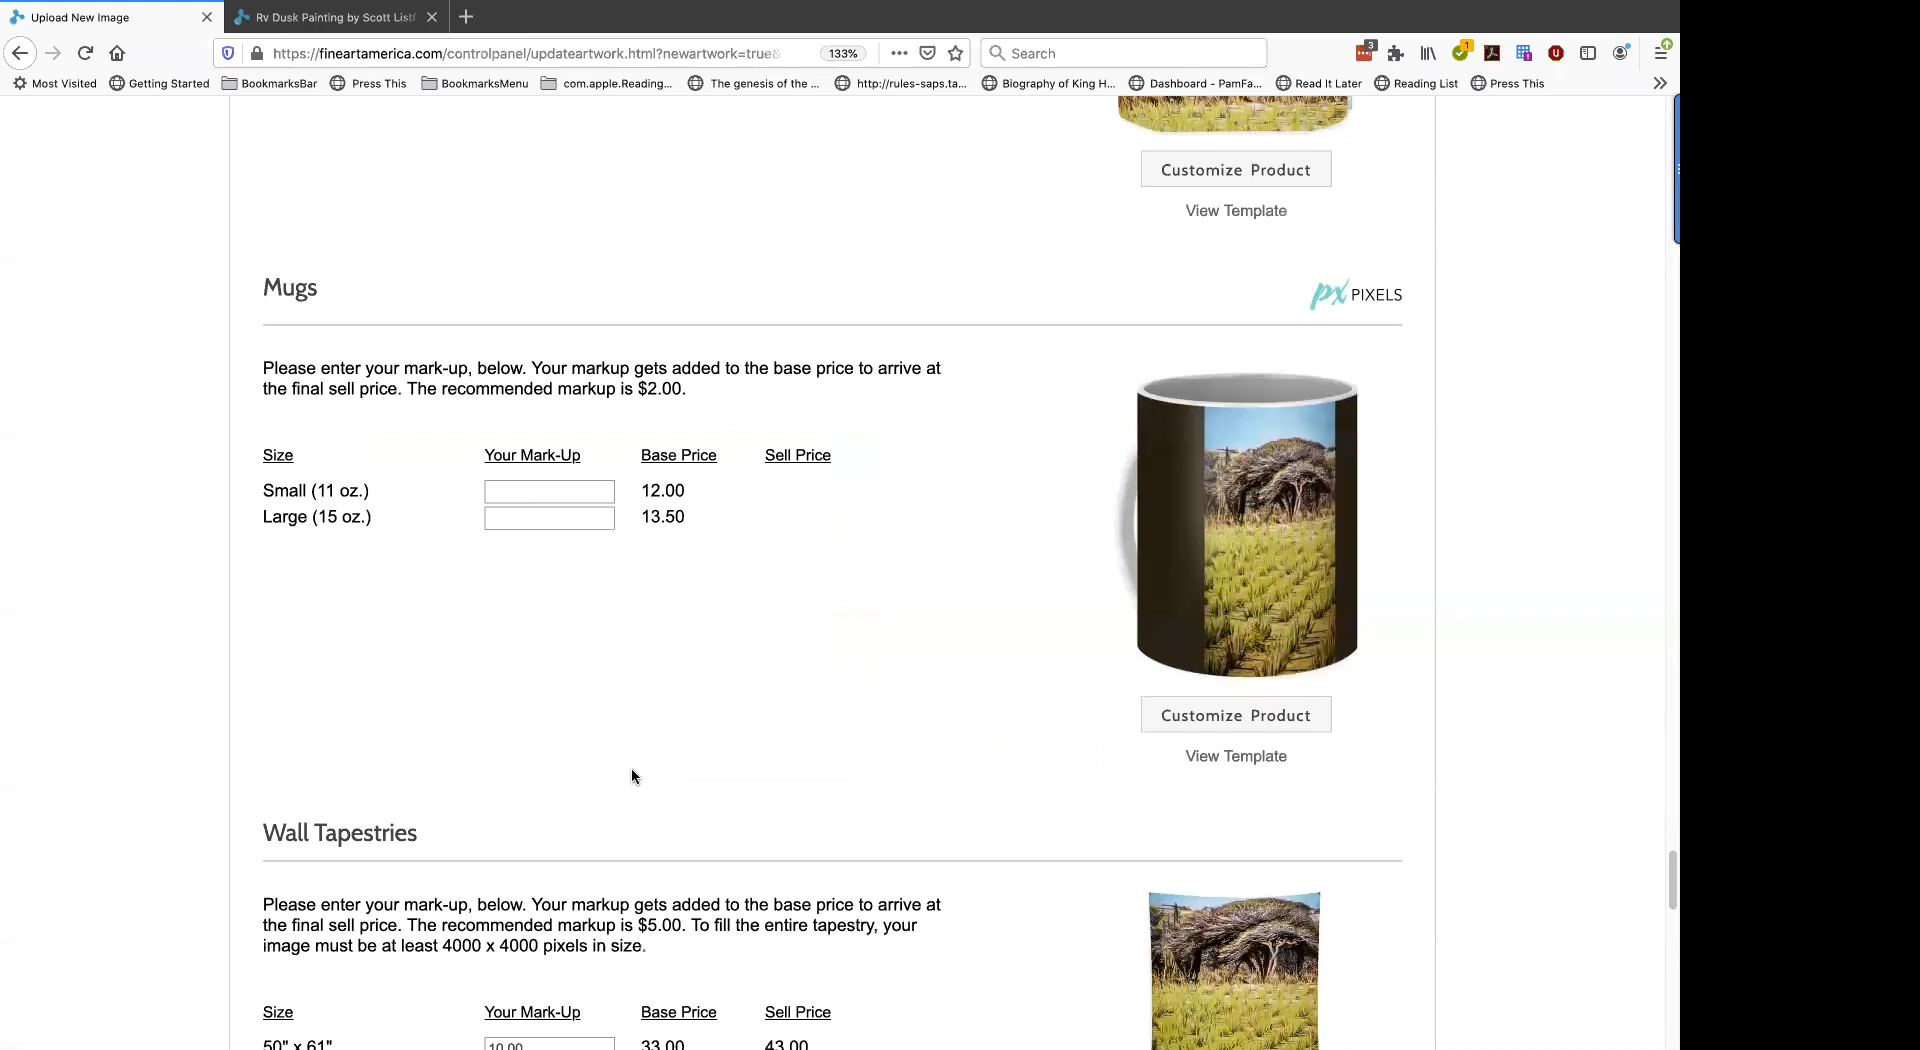 Upload New Image
Rv Dusk Painting by Scott List
https://fineartamerica.com/controlpanel/updateartwork.html?newartwork=true&
133%
Search
3
1
Most Visited
Getting Started
BookmarksBar
Press This
BookmarksMenu
com.apple.Reading...
The genesis of the ...
http://rules-saps.ta...
Biography of King H...
Dashboard - PamFa...
Read It Later
Reading List
Press This
Customize Product
View Template
Mugs
px PIXELS
Please enter your mark-up, below. Your markup gets added to the base price to arrive at
the final sell price. The recommended markup is $2.00.
Size Your Mark-Up Base Price Sell Price
Small (11 oz.) 12.00
Large (15 oz.) 13.50
Customize Product
View Template
Wall Tapestries
Please enter your mark-up, below. Your markup gets added to the base price to arrive at
the final sell price. The recommended markup is $5.00. To fill the entire tapestry, your
image must be at least 4000 x 4000 pixels in size.
Size Your Mark-Up Base Price Sell Price
50" x 61" 10.00 33.00 43.00